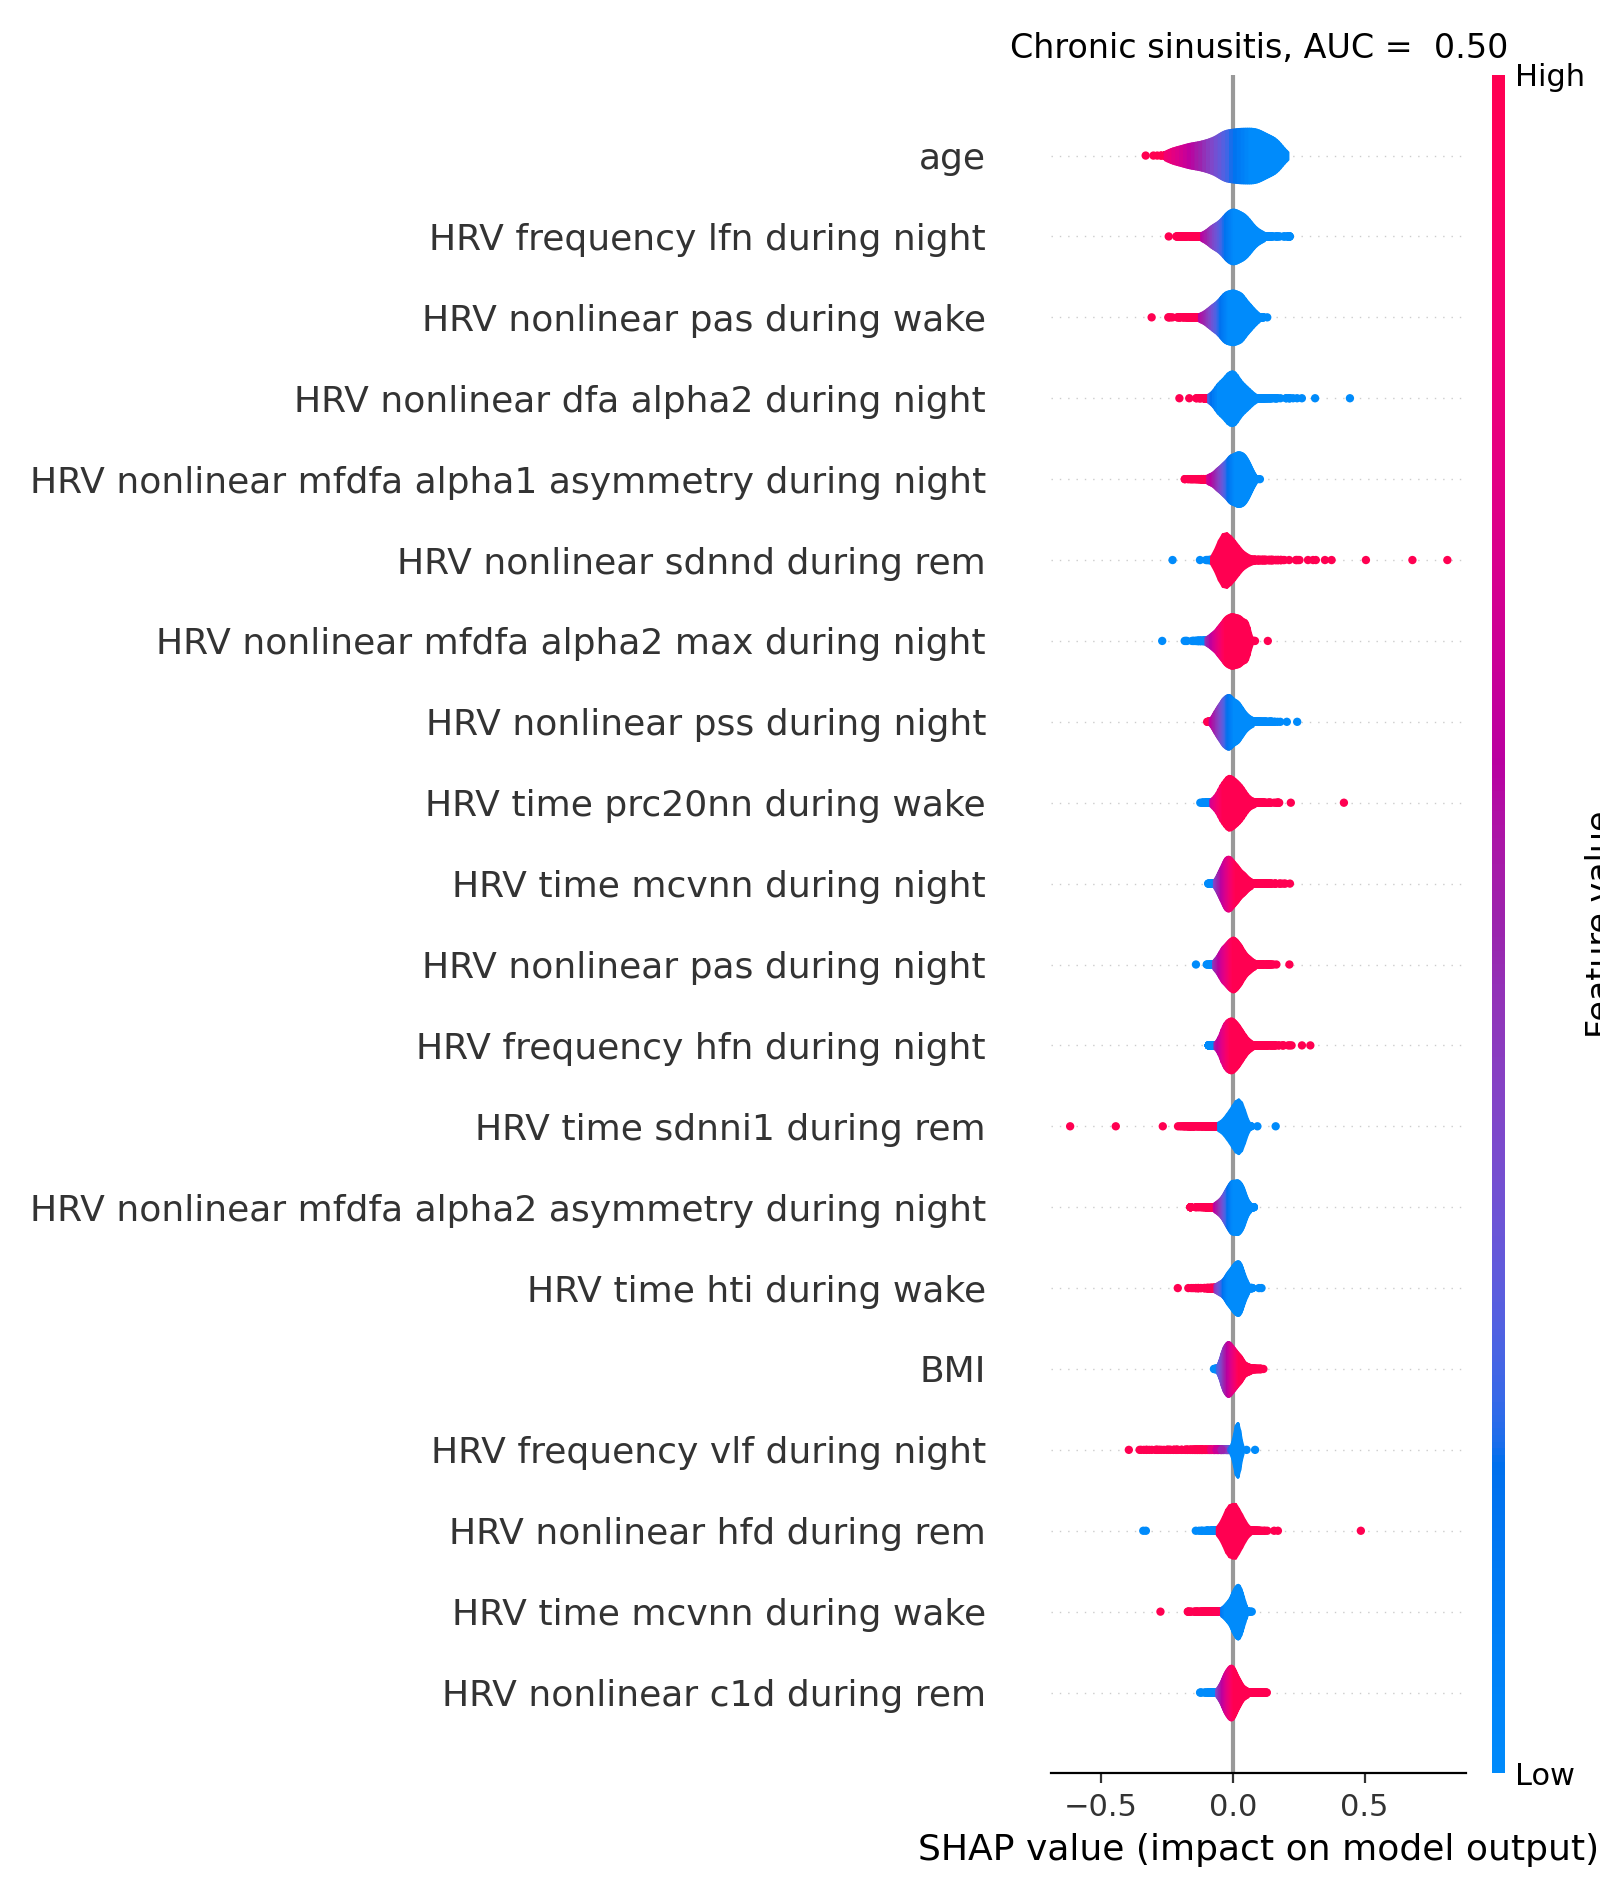 Chronic sinusitis, AUC =  0.50
High
age
HRV frequency lfn during night
HRV nonlinear pas during wake
HRV nonlinear dfa alpha2 during night
HRV nonlinear mfdfa alpha1 asymmetry during night
HRV nonlinear sdnnd during rem
HRV nonlinear mfdfa alpha2 max during night
HRV nonlinear pss during night
HRV time prc20nn during wake
HRV time mcvnn during night
Feature value
HRV nonlinear pas during night
HRV frequency hfn during night
HRV time sdnni1 during rem
HRV nonlinear mfdfa alpha2 asymmetry during night
HRV time hti during wake
BMI
HRV frequency vlf during night
HRV nonlinear hfd during rem
HRV time mcvnn during wake
HRV nonlinear c1d during rem
Low
−0.5 0.0 0.5
SHAP value (impact on model output)